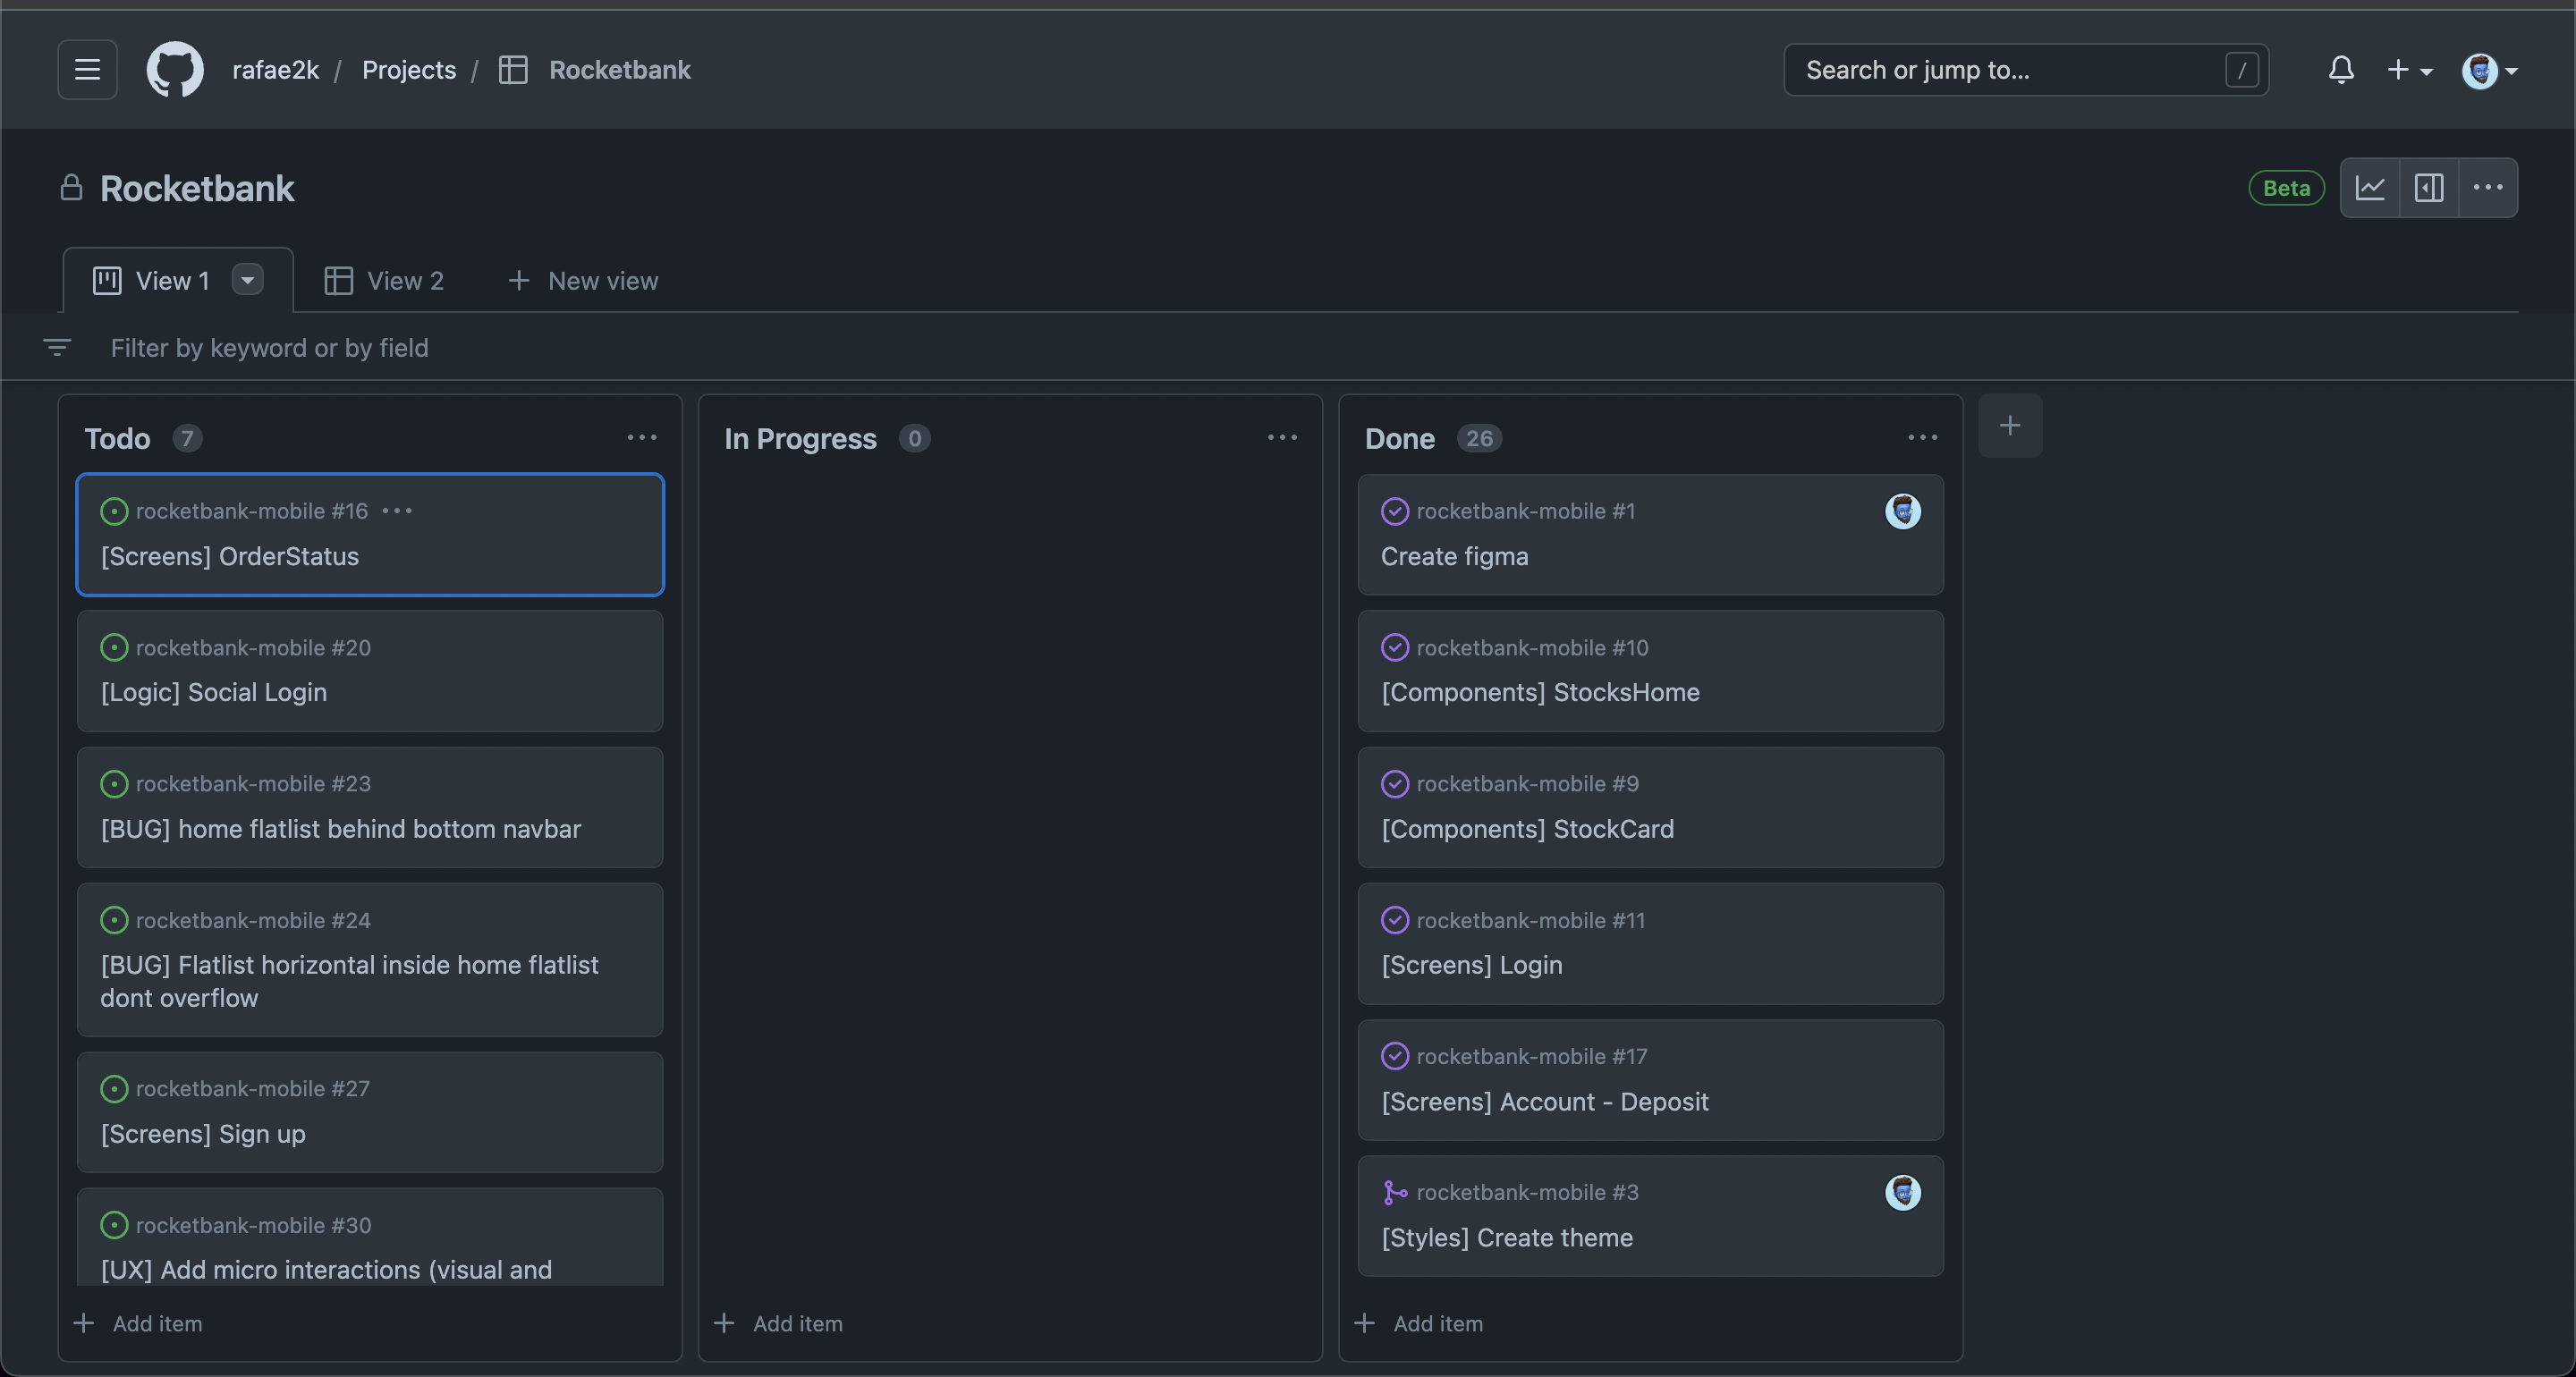 rafae2k / Projects / Rocketbank
Search or jump to... /
Rocketbank
Beta
View 1
View 2
New view
Filter by keyword or by field
Todo 7
rocketbank-mobile #16
[Screens] OrderStatus
rocketbank-mobile #20
[Logic] Social Login
rocketbank-mobile #23
[BUG] home flatlist behind bottom navbar
rocketbank-mobile #24
[BUG] Flatlist horizontal inside home flatlist
dont overflow
rocketbank-mobile #27
[Screens] Sign up
rocketbank-mobile #30
[UX] Add micro interactions (visual and
Add item
In Progress 0
Add item
Done 26
rocketbank-mobile #1
Create figma
rocketbank-mobile #10
[Components] StocksHome
rocketbank-mobile #9
[Components] StockCard
rocketbank-mobile #11
[Screens] Login
rocketbank-mobile #17
[Screens] Account - Deposit
rocketbank-mobile #3
[Styles] Create theme
Add item